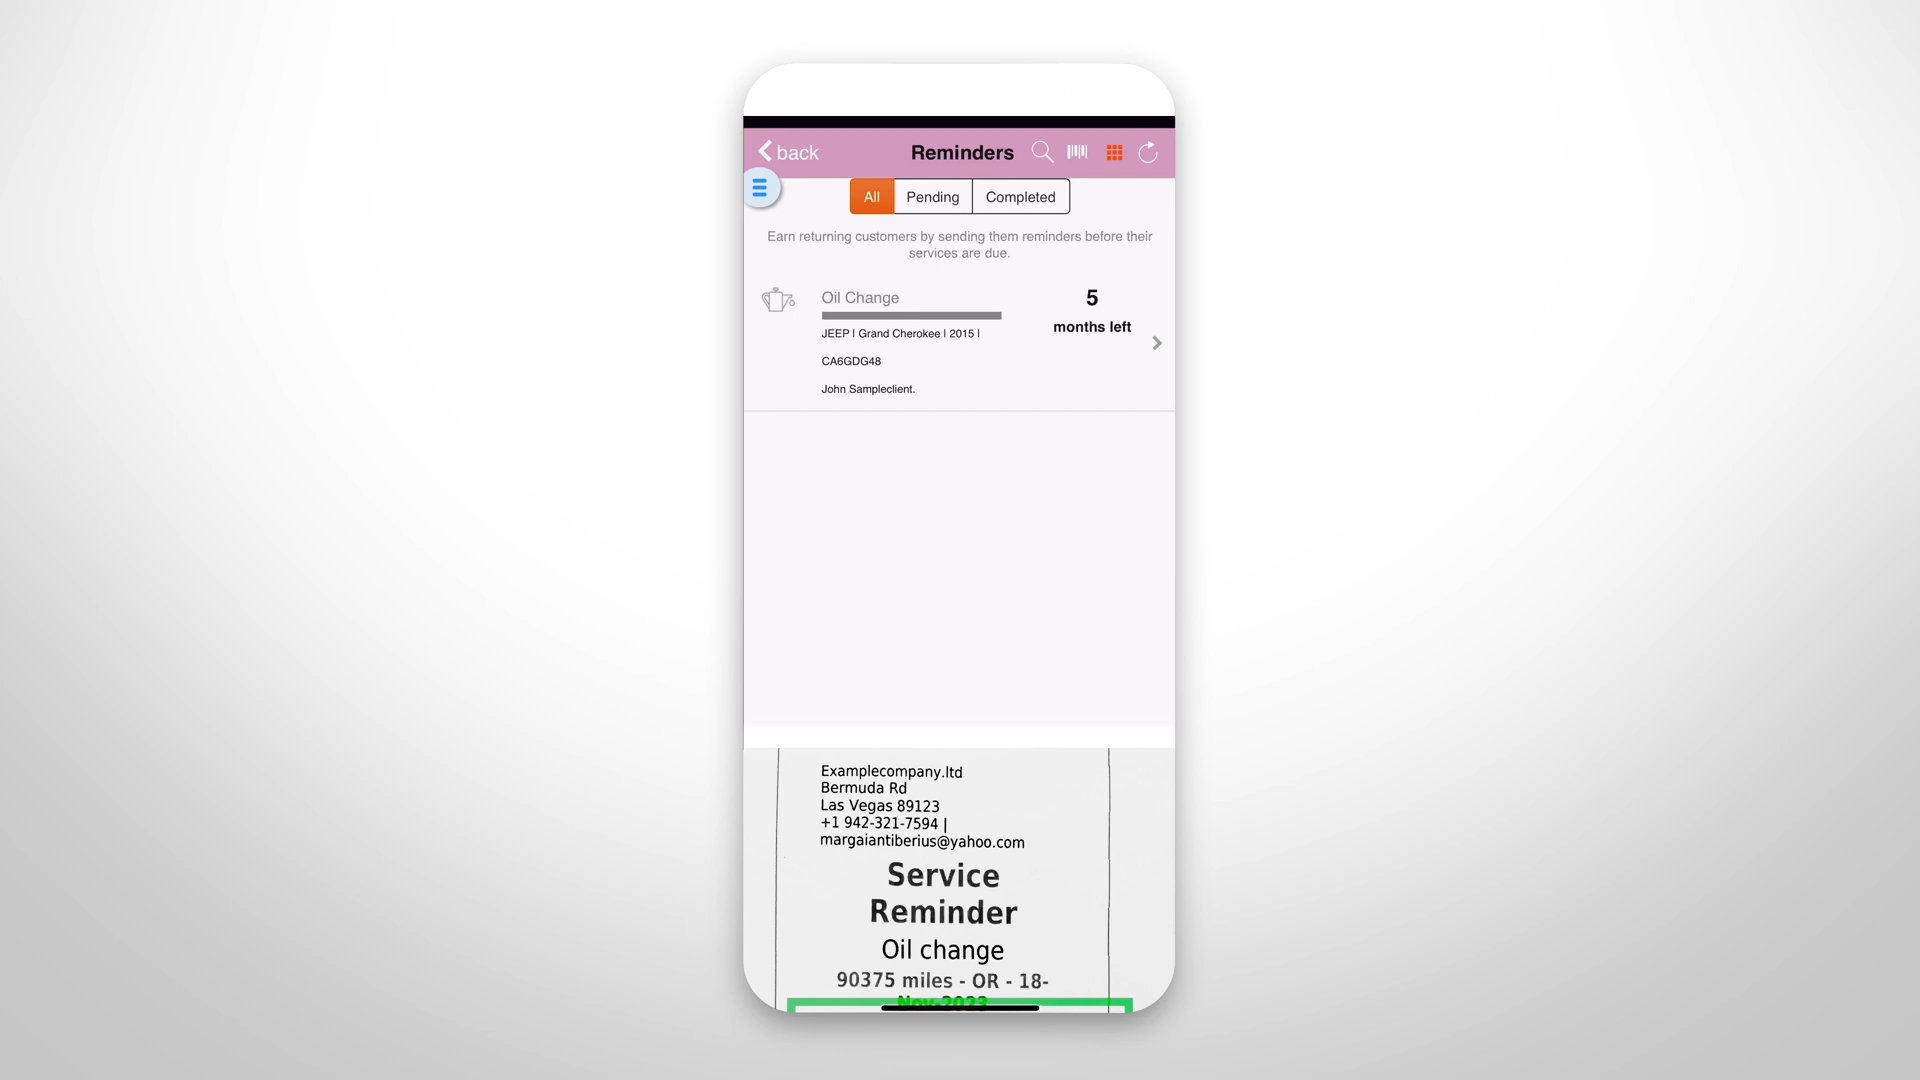 back
Reminders
All
Pending
Completed
Earn returning customers by sending them reminders before their
services are due.
Oil Change
5
months left
JEEP | Grand Cherokee | 2015 |
CA6GDG48
John Sampleclient.
Examplecompany.ltd
Bermuda Rd
Las Vegas 89123
+1 942-321-7594 |
margaiantiberius@yahoo.com
Service
Reminder
Oil change
90375 miles - OR - 18-
Nov-2023